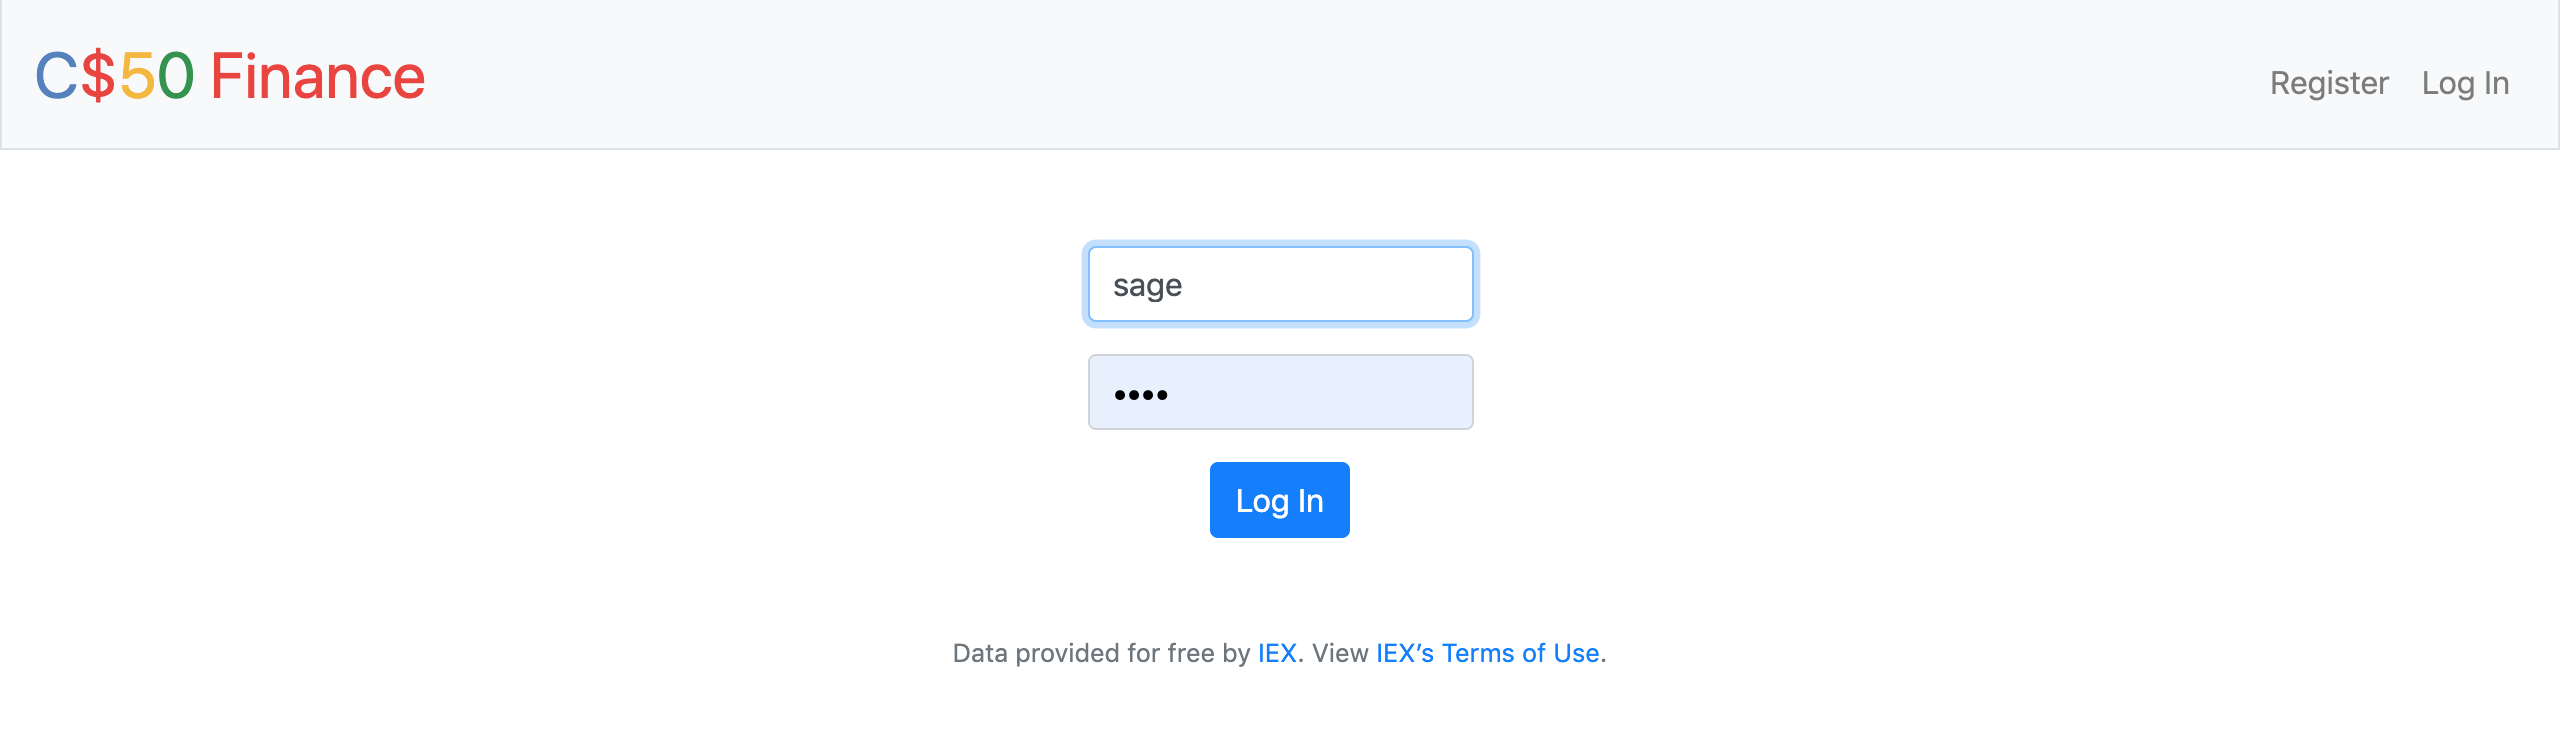 C$50 Finance
Register Log In
sage
••••
Log In
Data provided for free by IEX. View IEX’s Terms of Use.